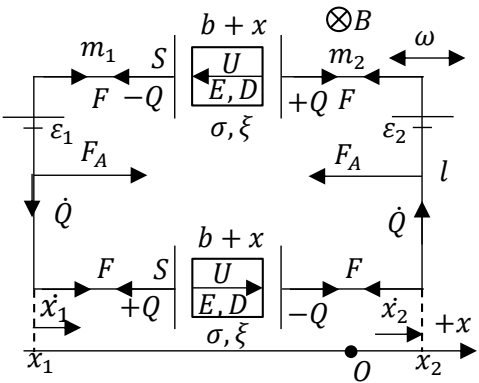 b + x ⊗B
m₁ S U m₂ ω
F −Q E, D +Q F
ε₁ σ, ξ ε₂
F_A F_A l
Q̇ b + x Q̇
F S U F
+Q E, D −Q
ẋ₁ σ, ξ ẋ₂ +x
x₁ O x₂